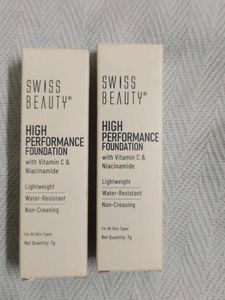 SWISS
BEAUTY®
HIGH
PERFORMANCE
FOUNDATION
with Vitamin C &
Niacinamide
Lightweight
Water-Resistant
Non-Creasing
For All Skin Types
Net Quantity: 7g
SWISS
BEAUTY®
HIGH
PERFORMANCE
FOUNDATION
with Vitamin C &
Niacinamide
Lightweight
Water-Resistant
Non-Creasing
For All Skin Types
Net Quantity: 7g